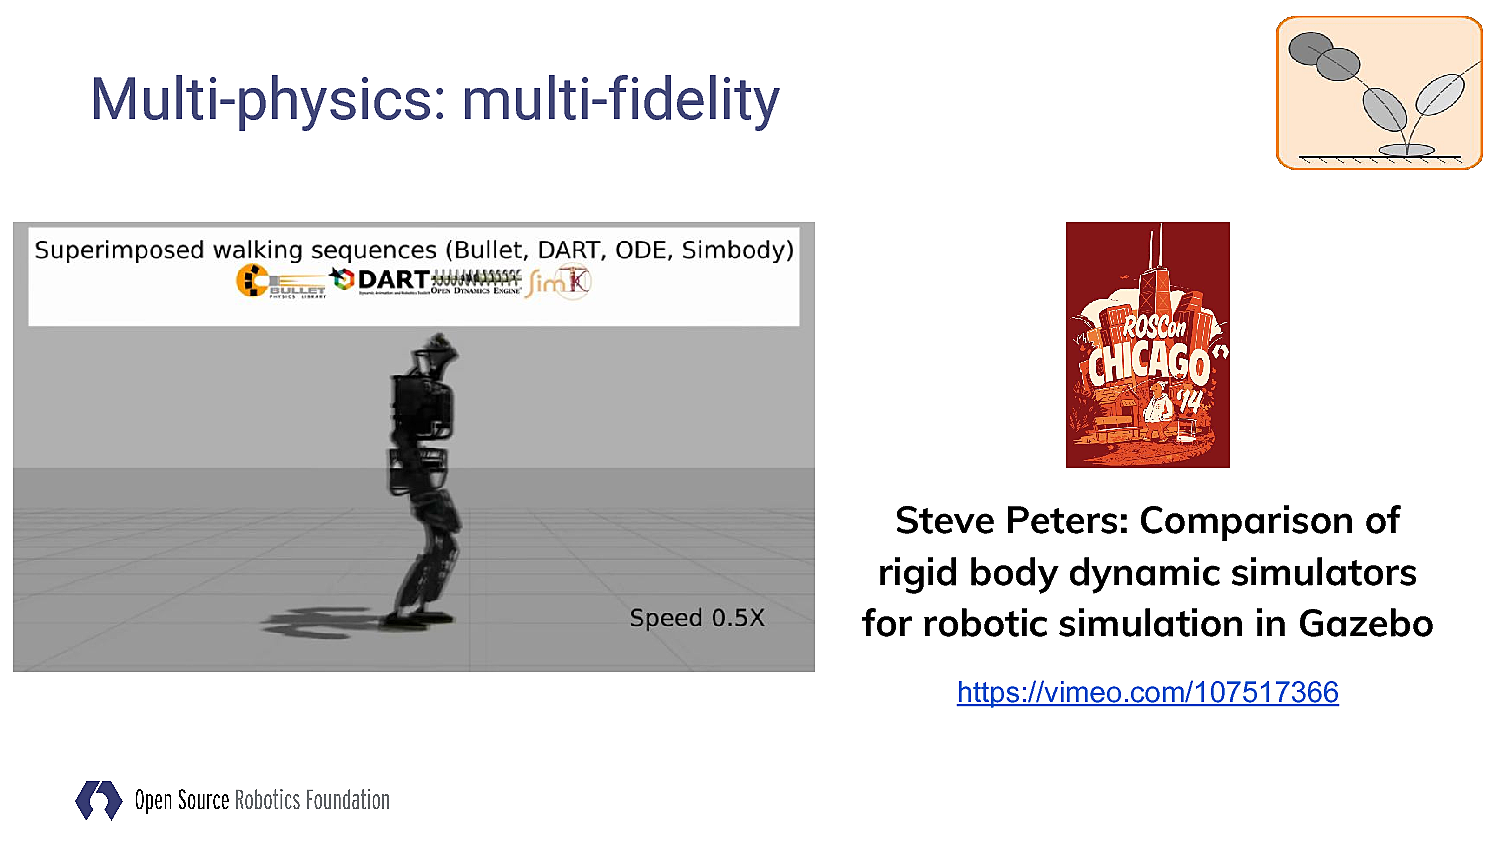 Multi-physics: multi-fidelity
Superimposed walking sequences (Bullet, DART, ODE, Simbody)
BULLET
PHYSICS LIBRARY
DART
OPEN DYNAMICS ENGINE
Sim
Speed 0.5X
ROSCon
CHICAGO
'14
Steve Peters: Comparison of
rigid body dynamic simulators
for robotic simulation in Gazebo
https://vimeo.com/107517366
Open Source Robotics Foundation